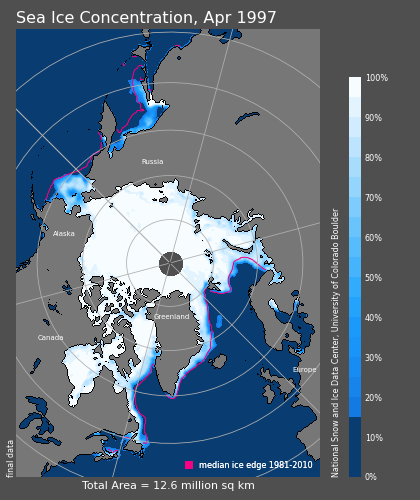 Sea Ice Concentration, Apr 1997
Russia
Alaska
Greenland
Canada
Europe
median ice edge 1981-2010
Total Area = 12.6 million sq km
final data
100%
90%
80%
70%
60%
50%
40%
30%
20%
10%
0%
National Snow and Ice Data Center, University of Colorado Boulder